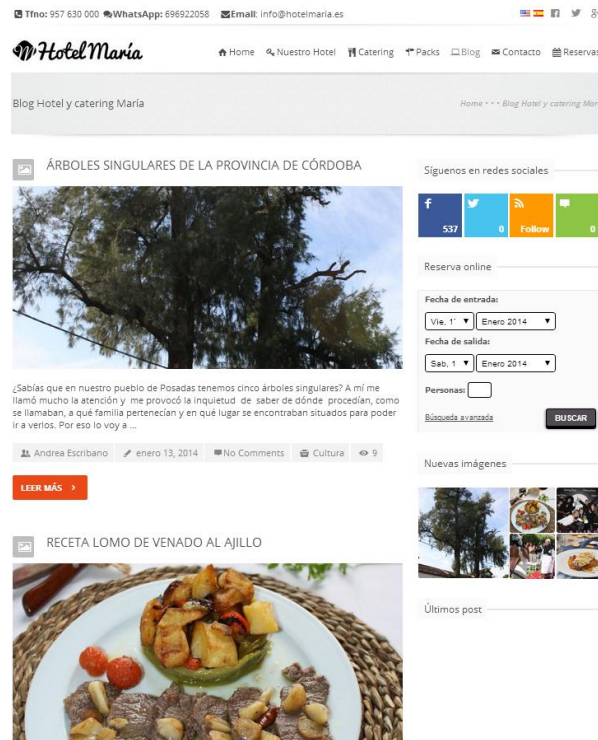 Tfno: 957 630 000 WhatsApp: 696922058 Email: info@hotelmaria.es
Hotel María
Home Nuestro Hotel Catering Packs Blog Contacto Reservas
Blog Hotel y catering María
Home • • • Blog Hotel y catering Mar
ÁRBOLES SINGULARES DE LA PROVINCIA DE CÓRDOBA
¿Sabías que en nuestro pueblo de Posadas tenemos cinco árboles singulares? A mí me
llamó mucho la atención y me provocó la inquietud de saber de dónde procedían, como
se llamaban, a qué familia pertenecían y en qué lugar se encontraban situados para poder
ir a verlos. Por eso lo voy a ...
Andrea Escribano enero 13, 2014 No Comments Cultura 9
LEER MÁS >
RECETA LOMO DE VENADO AL AJILLO
Síguenos en redes sociales
537 0 Follow 0
Reserva online
Fecha de entrada:
Vie, 1 Enero 2014
Fecha de salida:
Sab, 1 Enero 2014
Personas:
Búsqueda avanzada BUSCAR
Nuevas imágenes
Últimos post